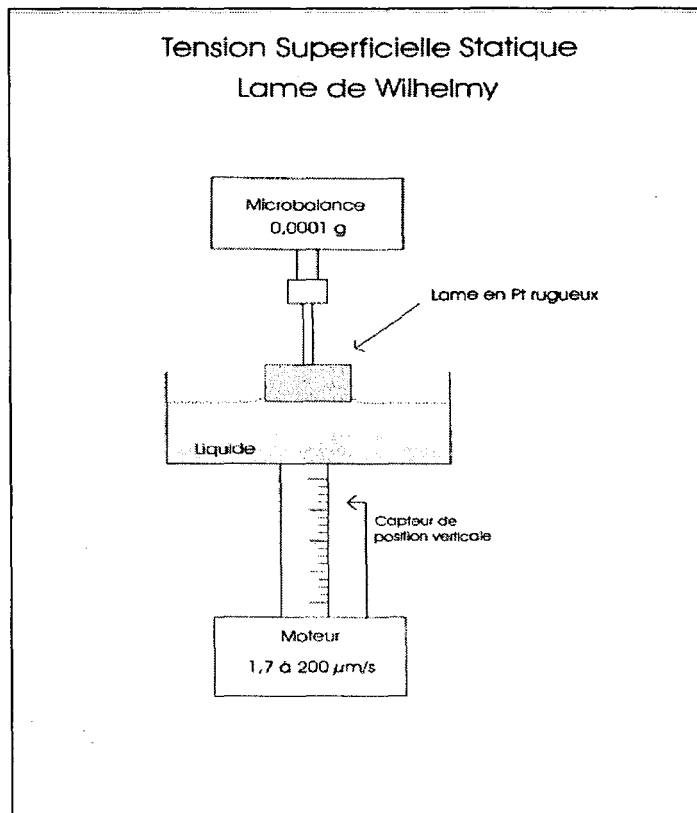 Tension Superficielle Statique
Lame de Wilhelmy
Microbalance
0,0001 g
Lame en Pt rugueux
Liquide
Capteur de
position verticale
Moteur
1,7 à 200 µm/s